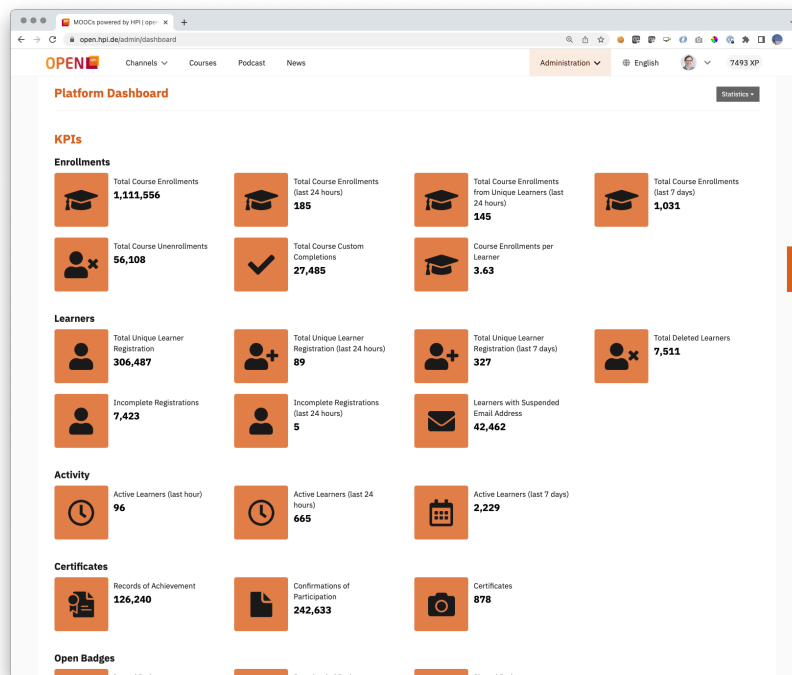 MOOCs powered by HPI | open
open.hpi.de/admin/dashboard
OPEN Channels Courses Podcast News Administration English 7493 XP
Platform Dashboard Statistics
KPIs
Enrollments
Total Course Enrollments
1,111,556
Total Course Enrollments
(last 24 hours)
185
Total Course Enrollments
from Unique Learners (last
24 hours)
145
Total Course Enrollments
(last 7 days)
1,031
Total Course Unenrollments
56,108
Total Course Custom
Completions
27,485
Course Enrollments per
Learner
3.63
Learners
Total Unique Learner
Registration
306,487
Total Unique Learner
Registration (last 24 hours)
89
Total Unique Learner
Registration (last 7 days)
327
Total Deleted Learners
7,511
Incomplete Registrations
7,423
Incomplete Registrations
(last 24 hours)
5
Learners with Suspended
Email Address
42,462
Activity
Active Learners (last hour)
96
Active Learners (last 24
hours)
665
Active Learners (last 7 days)
2,229
Certificates
Records of Achievement
126,240
Confirmations of
Participation
242,633
Certificates
878
Open Badges